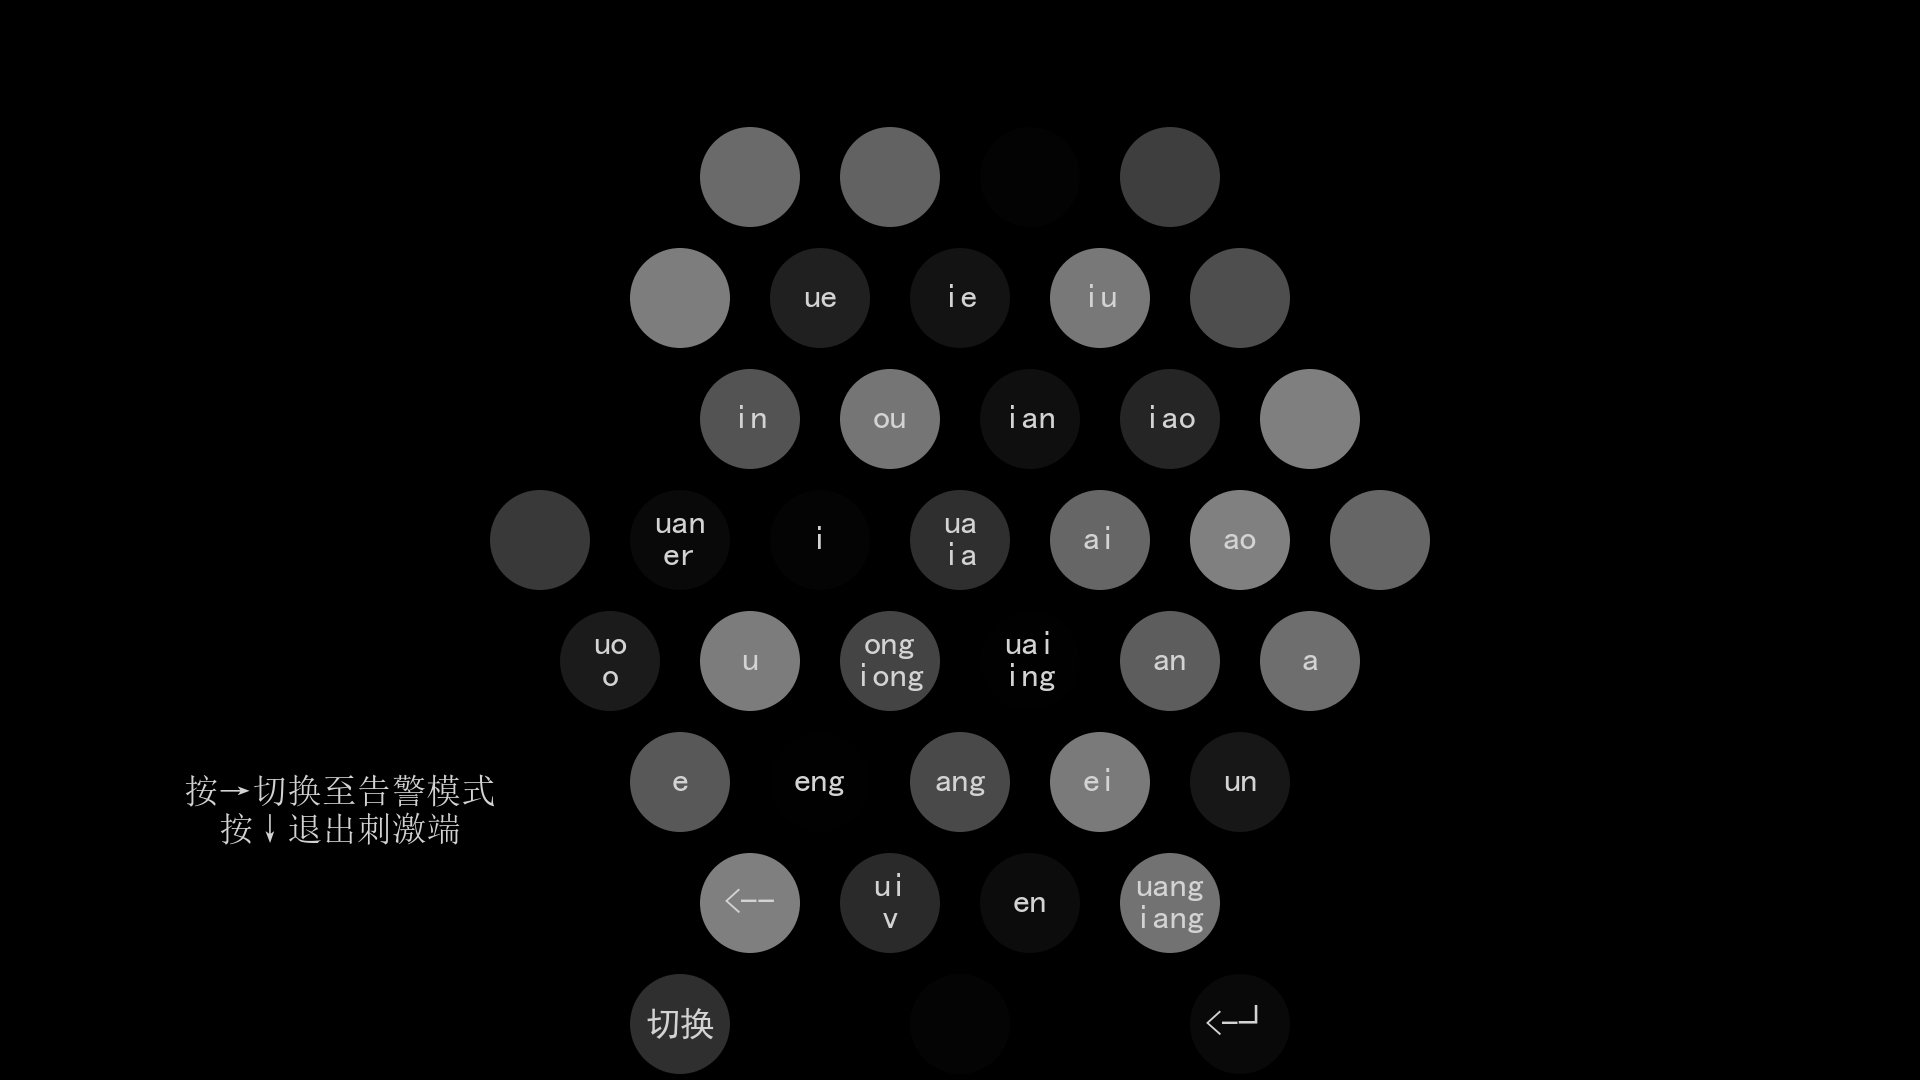 ue
ie
iu
in
ou
ian
iao
uan
er
i
ua
ia
ai
ao
uo
o
u
ong
iong
uai
ing
an
a
e
eng
ang
ei
un
按→切换至告警模式
按↓退出刺激端
<--
ui
v
en
uang
iang
切换
<-┘